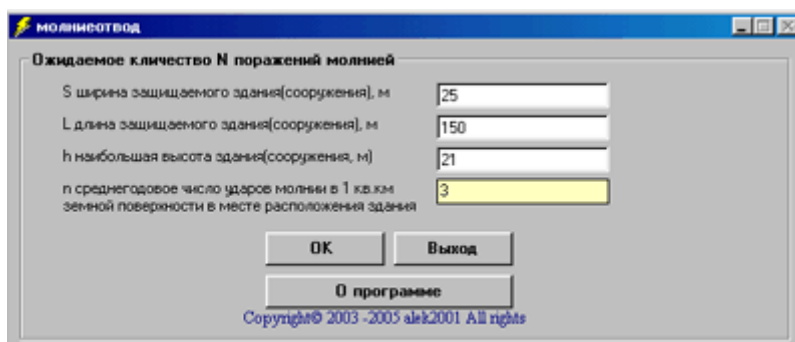 молниеотвод
Ожидаемое кличество N поражений молнией
S ширина защищаемого здания(сооружения), м
25
L длина защищаемого здания(сооружения), м
150
h наибольшая высота здания(сооружения, м)
21
n среднегодовое число ударов молнии в 1 кв.км
земной поверхности в месте расположения здания
3
OK
Выход
О программе
Copyright© 2003 -2005 alek2001 All rights